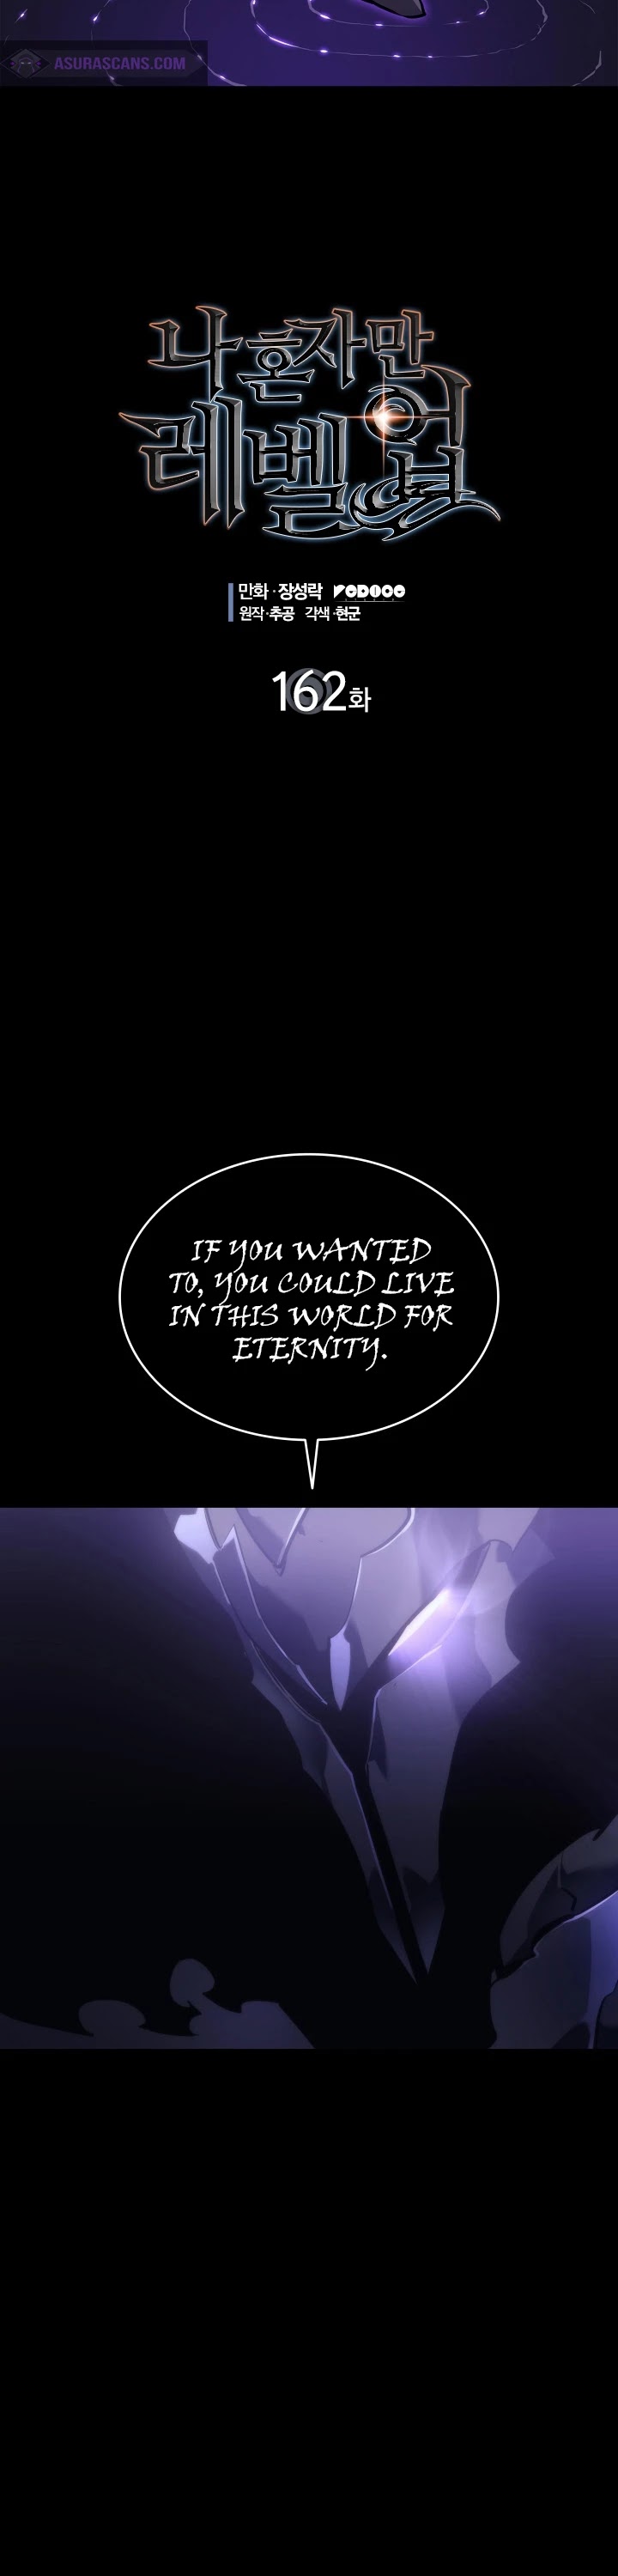 ASURASCANS.COM
나 혼자만
레벨업
만화·장성락 REDICE
원작·추공 각색·현군
162화
IF YOU WANTED
TO, YOU COULD LIVE
IN THIS WORLD FOR
ETERNITY.